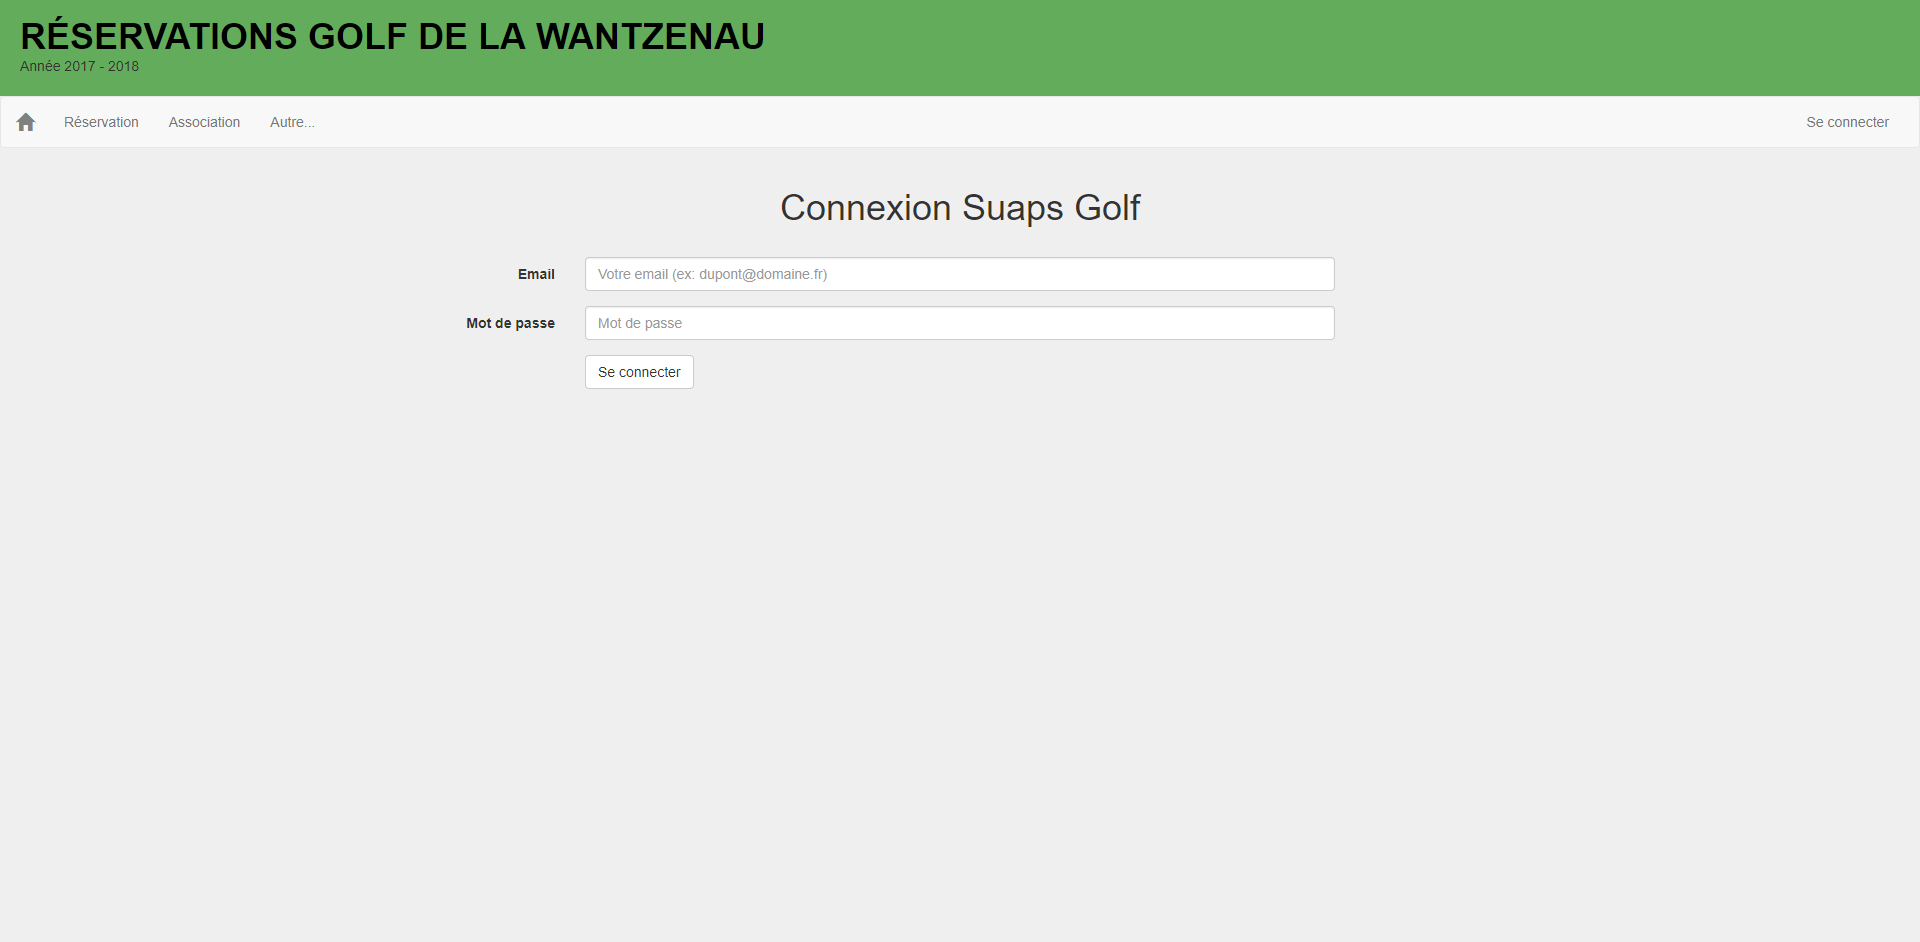 RÉSERVATIONS GOLF DE LA WANTZENAU
Année 2017 - 2018
Réservation Association Autre... Se connecter
Connexion Suaps Golf
Email Votre email (ex: dupont@domaine.fr)
Mot de passe Mot de passe
Se connecter